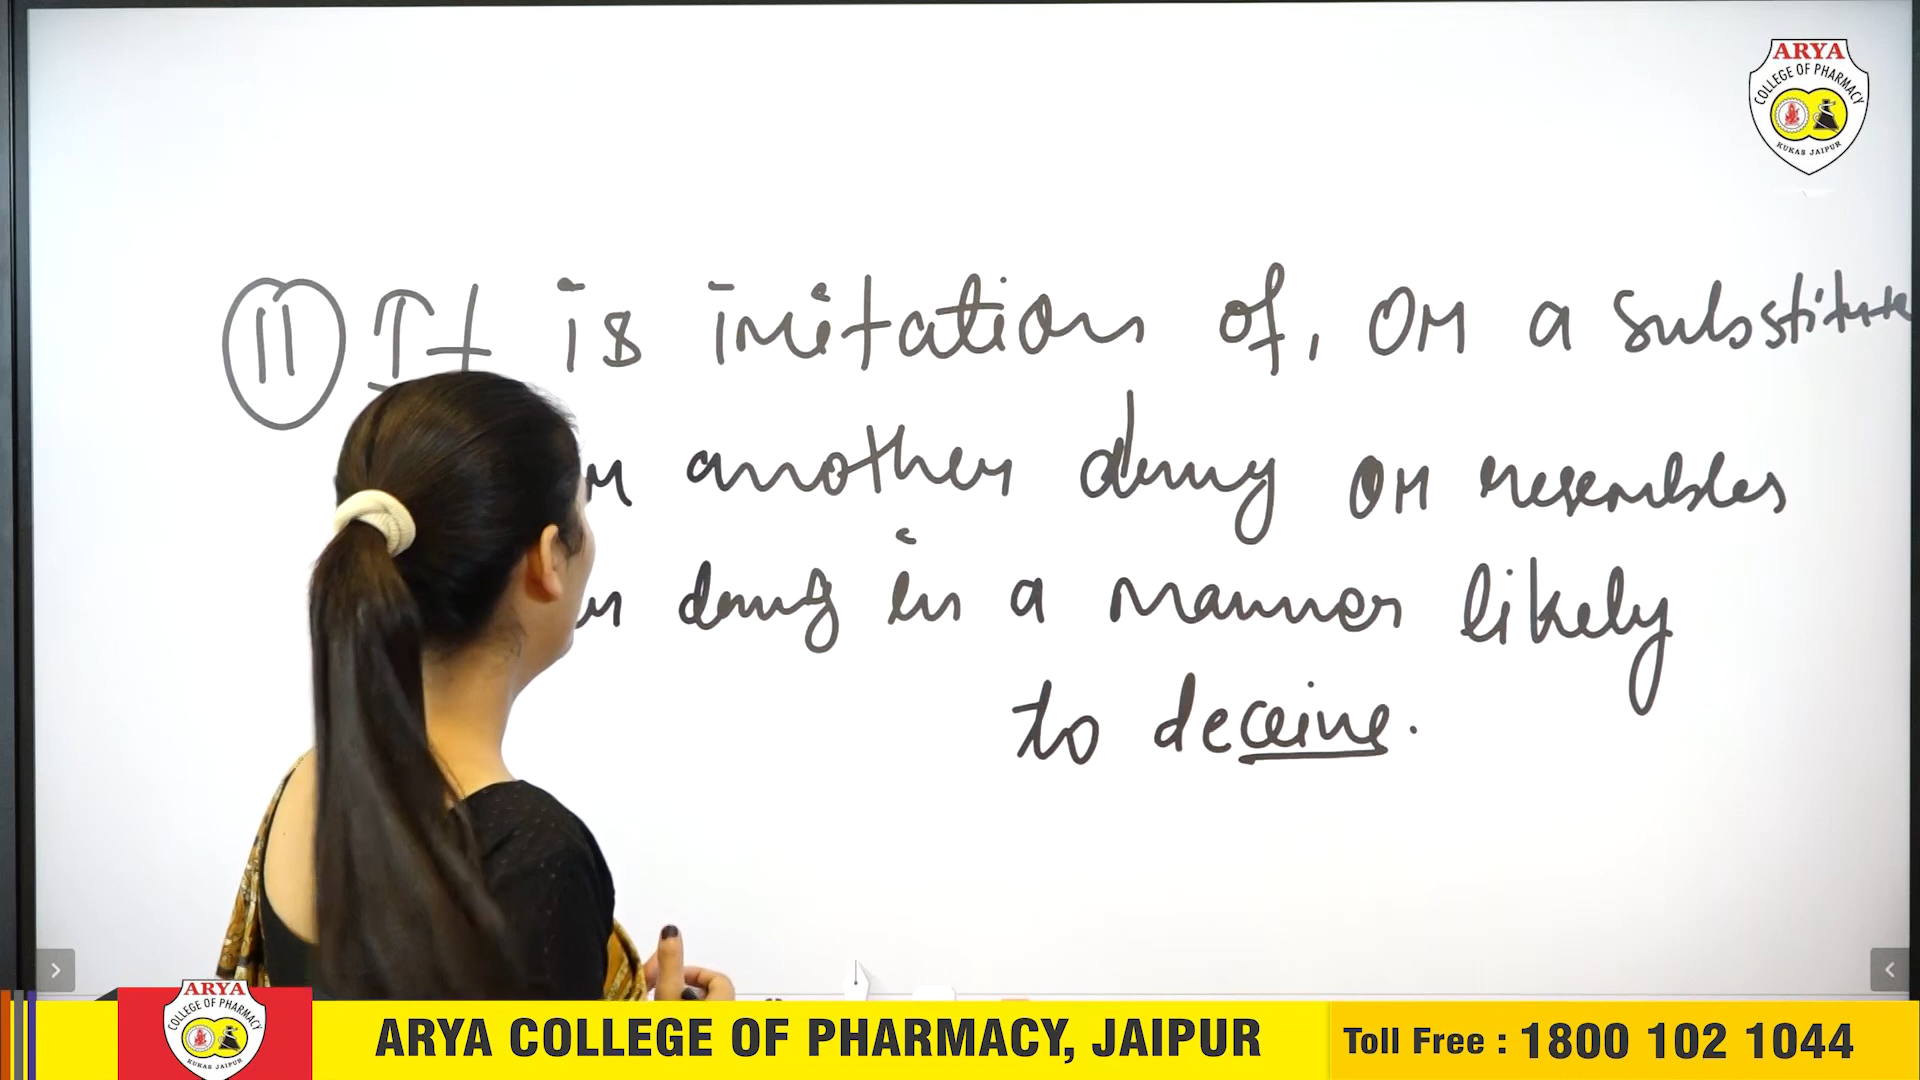 ARYA
COLLEGE OF PHARMACY
KUKAS JAIPUR
II It is imitation of, or a substitute
another drug or resembles
drug in a manner likely
to deceive.
ARYA
COLLEGE OF PHARMACY
KUKAS JAIPUR
ARYA COLLEGE OF PHARMACY, JAIPUR
Toll Free : 1800 102 1044